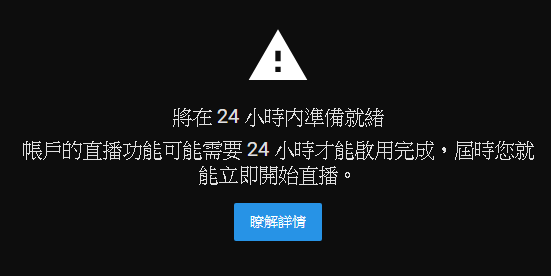 將在 24 小時內準備就緒
帳戶的直播功能可能需要 24 小時才能啟用完成，屆時您就
能立即開始直播。
瞭解詳情